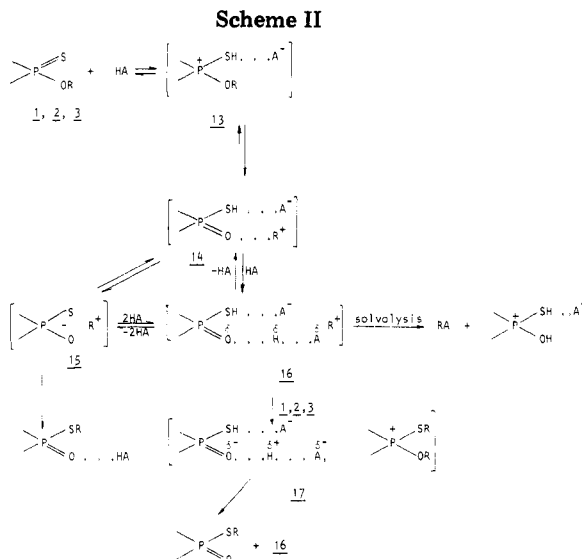 Scheme II
P S OR + HA ⇌ [ P + SH . . . A⁻ OR ]
1, 2, 3
13
[ P SH . . . A⁻ O . . . R⁺ ]
14
-HA HA
[ P S O - R⁺ ] 2HA -2HA [ P SH . . . A⁻ R⁺ O δ . . . H δ . . . A δ ] solvolysis RA + P + SH . . A⁻ OH
15
16
1,2,3
P SR O . . . HA
[ P SH . . . A⁻ O δ⁻ . . . H δ⁺ . . . A δ⁻ , P + SR OR ]
17
P SR O + 16